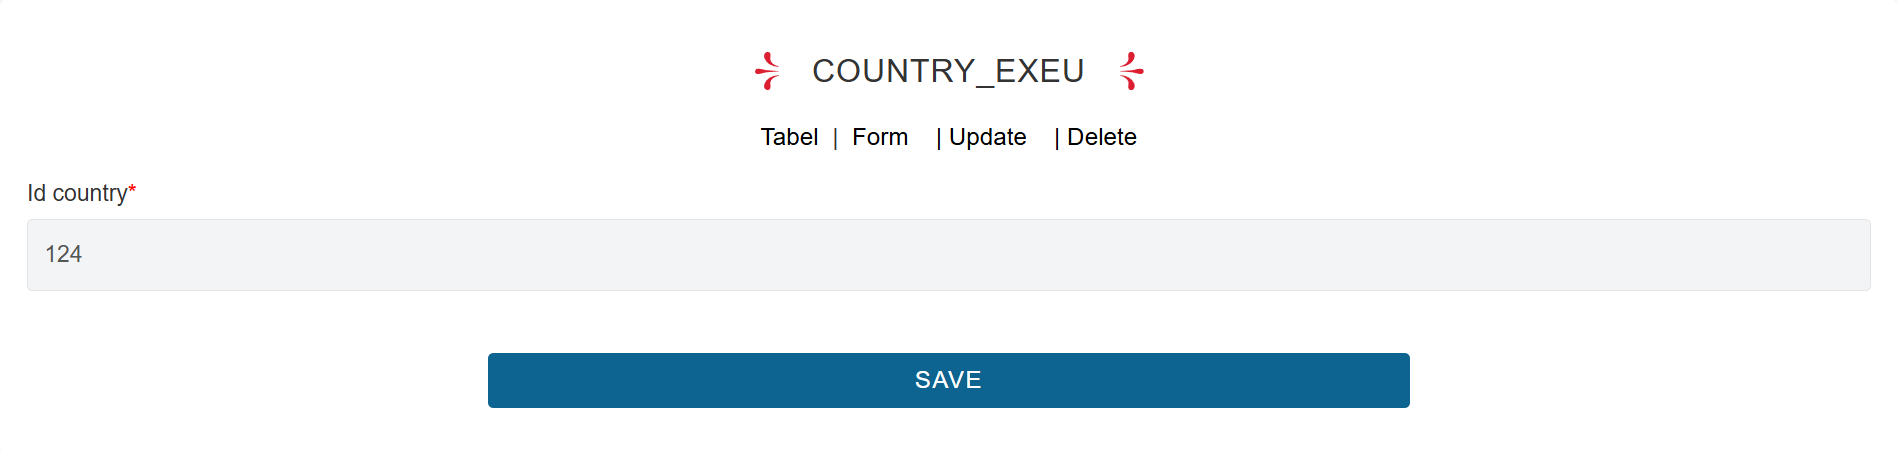 COUNTRY_EXEU
Tabel | Form | Update | Delete
Id country*
124
SAVE